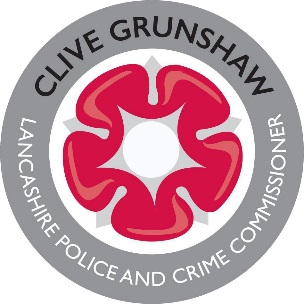 CLIVE GRUNSHAW
LANCASHIRE POLICE AND CRIME COMMISSIONER